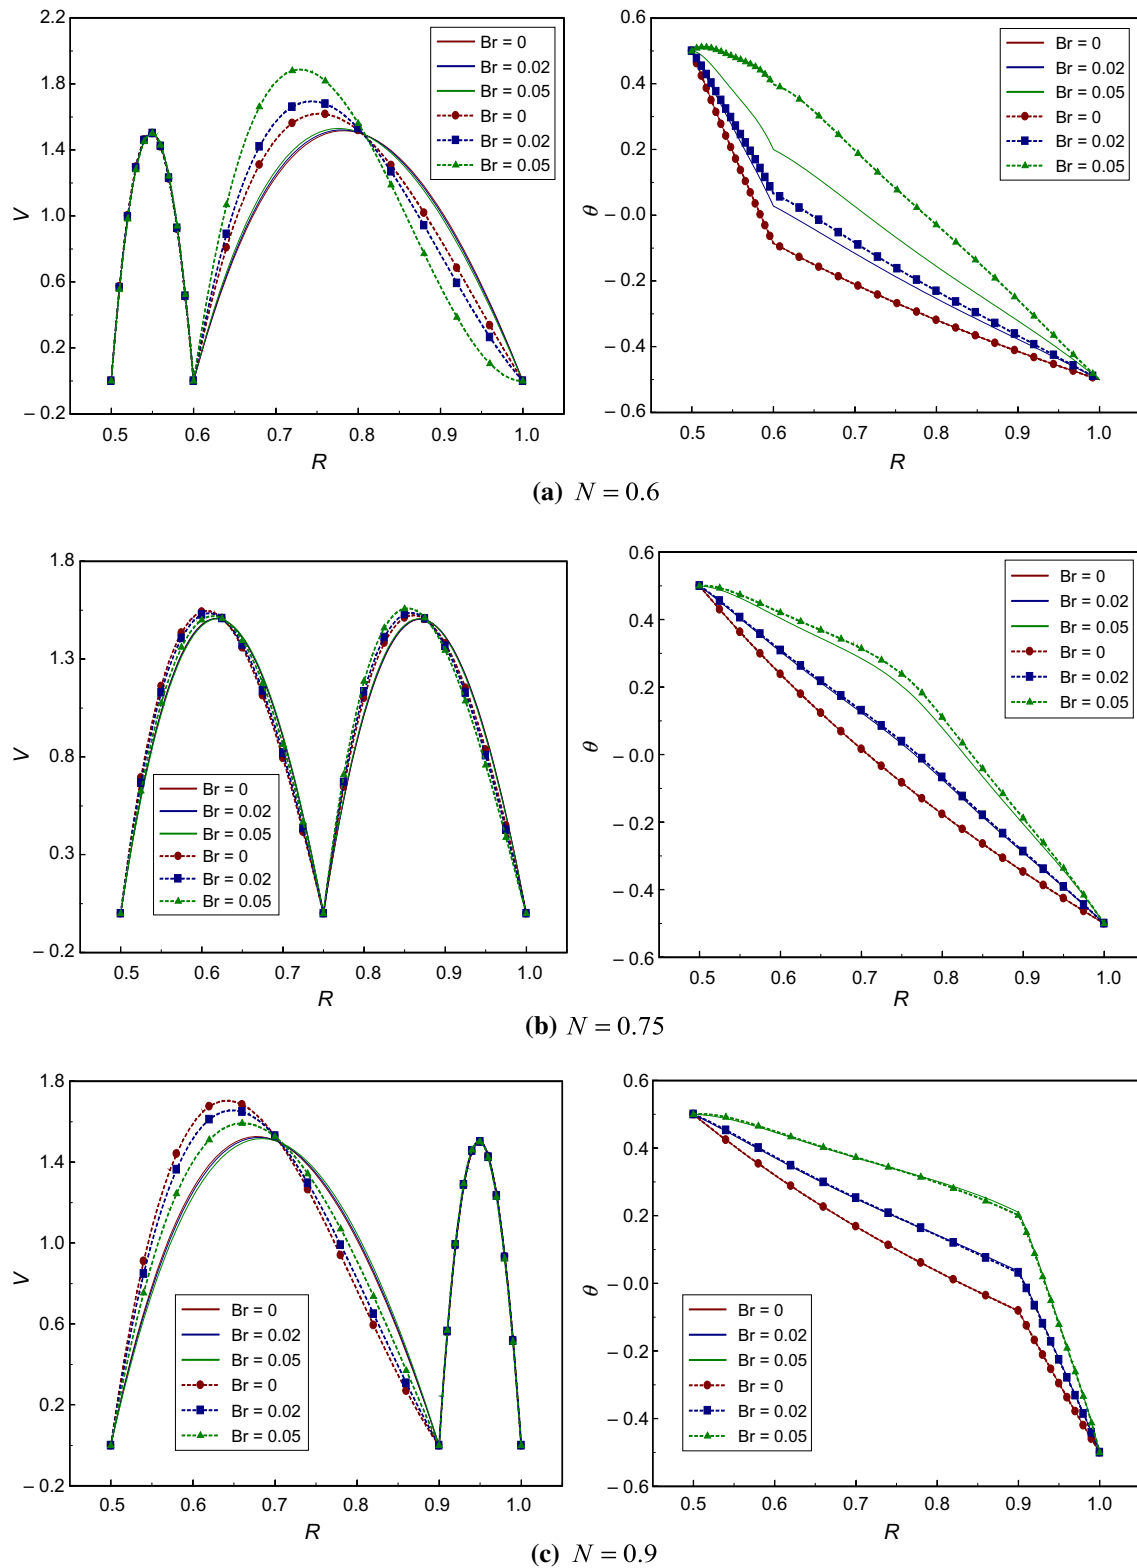 2.2
1.8
1.4
1.0
0.6
0.2
– 0.2
V
0.5 0.6 0.7 0.8 0.9 1.0
R
Br = 0
Br = 0.02
Br = 0.05
Br = 0
Br = 0.02
Br = 0.05
0.6
0.4
0.2
– 0.0
– 0.2
– 0.4
– 0.6
θ
0.5 0.6 0.7 0.8 0.9 1.0
R
Br = 0
Br = 0.02
Br = 0.05
Br = 0
Br = 0.02
Br = 0.05
(a) N = 0.6
1.8
1.3
0.8
0.3
– 0.2
V
0.5 0.6 0.7 0.8 0.9 1.0
R
Br = 0
Br = 0.02
Br = 0.05
Br = 0
Br = 0.02
Br = 0.05
0.6
0.4
0.2
– 0.0
– 0.2
– 0.4
– 0.6
θ
0.5 0.6 0.7 0.8 0.9 1.0
R
Br = 0
Br = 0.02
Br = 0.05
Br = 0
Br = 0.02
Br = 0.05
(b) N = 0.75
1.8
1.4
1.0
0.6
0.2
– 0.2
V
0.5 0.6 0.7 0.8 0.9 1.0
R
Br = 0
Br = 0.02
Br = 0.05
Br = 0
Br = 0.02
Br = 0.05
0.6
0.4
0.2
– 0.0
– 0.2
– 0.4
– 0.6
θ
0.5 0.6 0.7 0.8 0.9 1.0
R
Br = 0
Br = 0.02
Br = 0.05
Br = 0
Br = 0.02
Br = 0.05
(c) N = 0.9